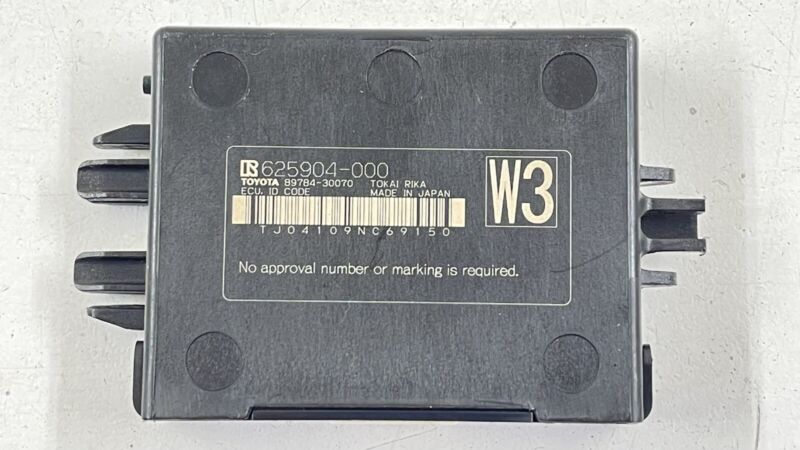 625904-000
TOYOTA 89784-30070 TOKAI RIKA
ECU. ID CODE MADE IN JAPAN
W3
TJ04109NC69150
No approval number or marking is required.